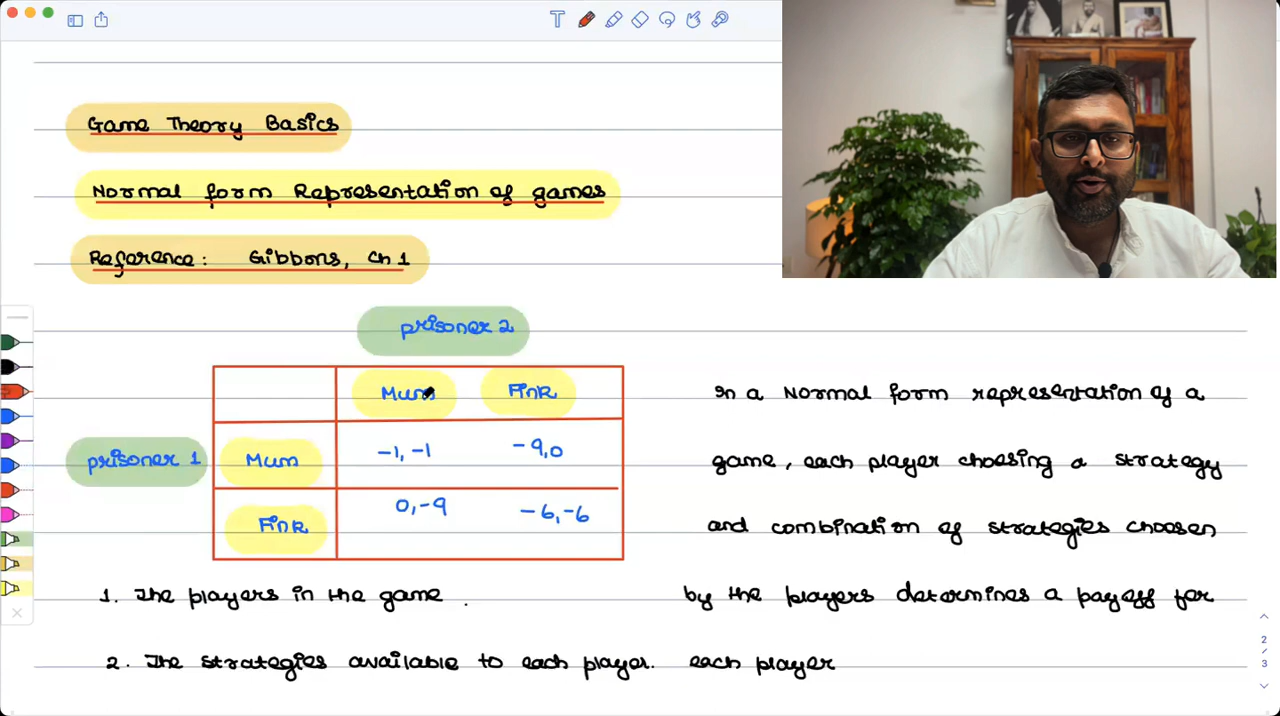 Game Theory Basics
Normal form Representation of games
Reference: Gibbons, Ch 1
prisoner 2
Mum Fink
prisoner 1 Mum -1, -1 -9,0
Fink 0,-9 -6,-6
1. The players in the game.
2. The strategies available to each player.
In a Normal form representation of a
game, each player choosing a strategy
and combination of strategies choosen
by the players determines a payoff for
each player
2
/
3